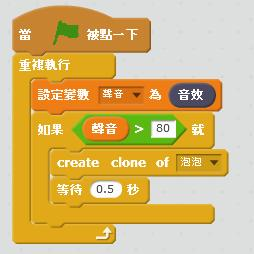 當 被點一下
重複執行
設定變數 聲音 為 音效
如果 聲音 > 80 就
create clone of 泡泡
等待 0.5 秒